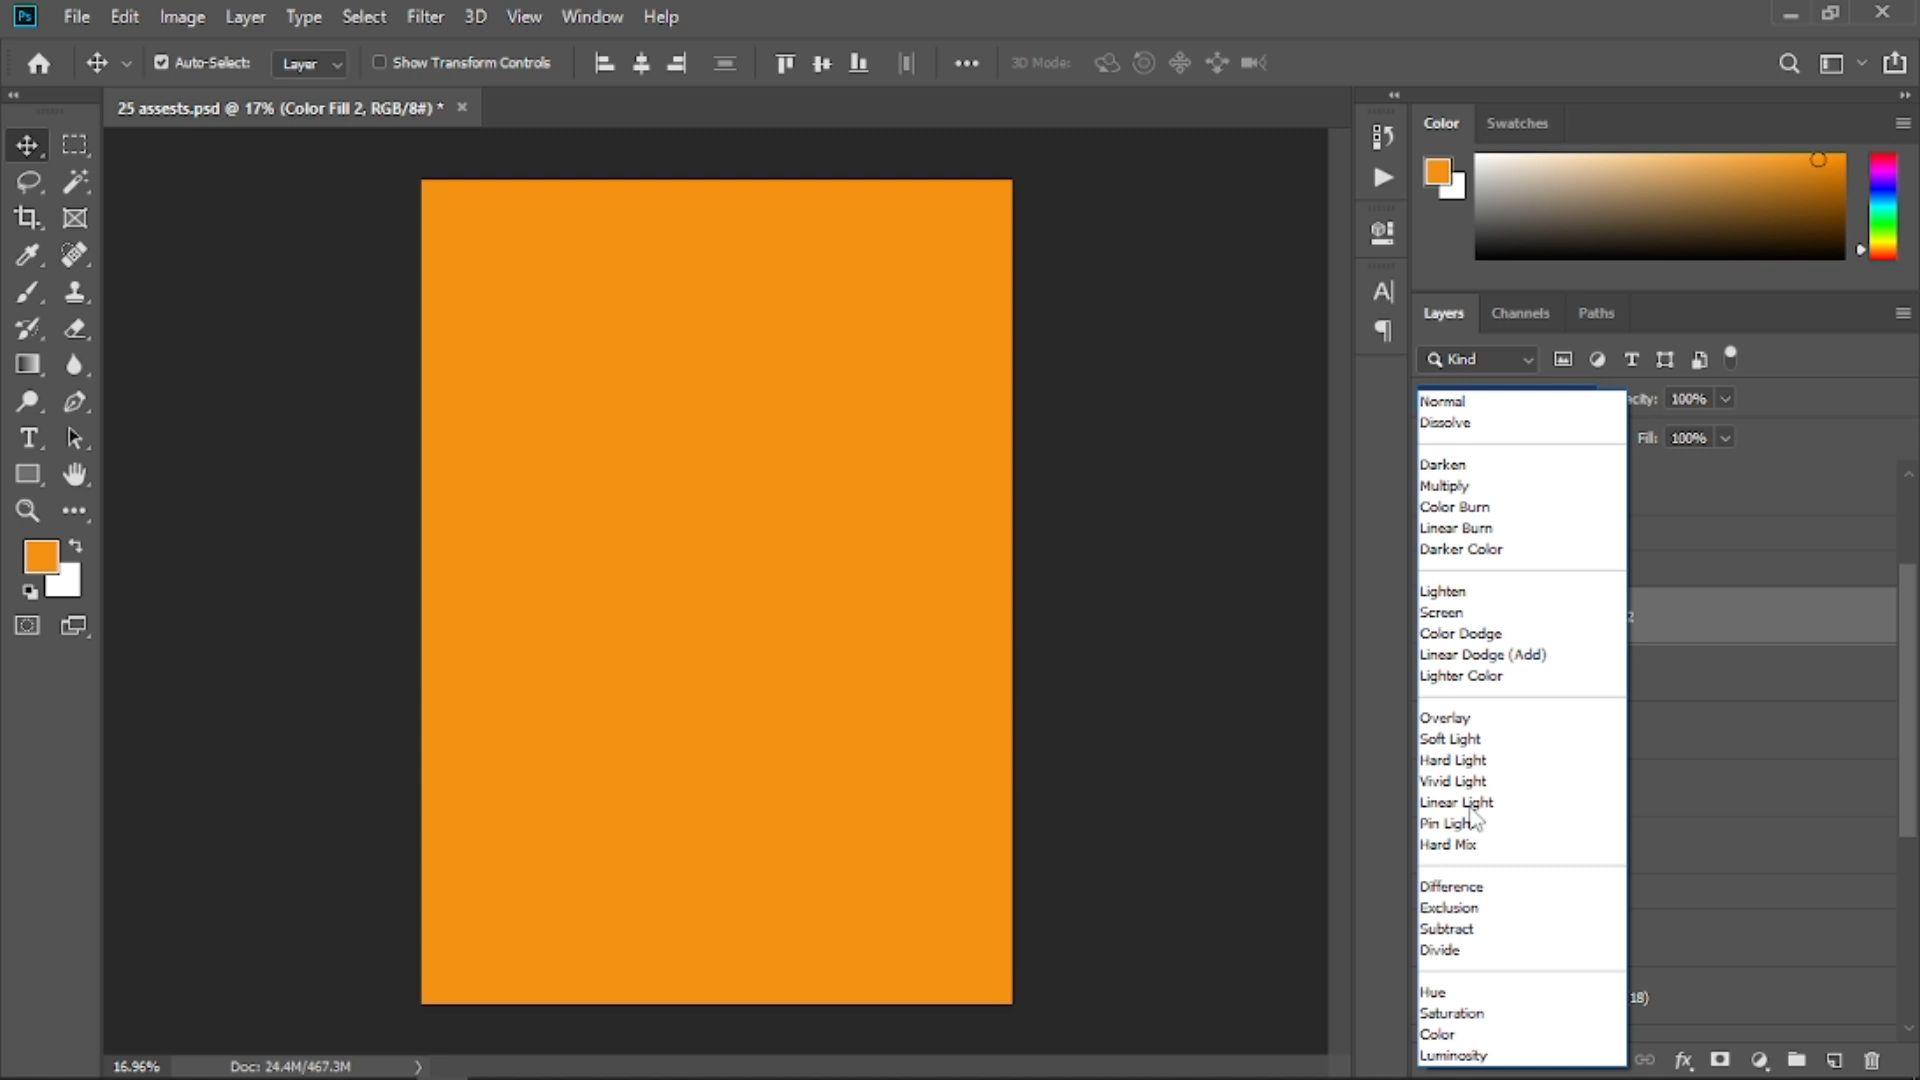 Ps File Edit Image Layer Type Select Filter 3D View Window Help
Auto-Select: Layer Show Transform Controls 3D Mode:
25 assests.psd @ 17% (Color Fill 2, RGB/8#) *
Color Swatches
Layers Channels Paths
Kind
Normal
100%
Dissolve
Fill: 100%
Darken
Multiply
Color Burn
Linear Burn
Darker Color
Lighten
Screen
2
Color Dodge
Linear Dodge (Add)
Lighter Color
Overlay
Soft Light
Hard Light
Vivid Light
Linear Light
Pin Light
Hard Mix
Difference
Exclusion
Subtract
Divide
Hue
18)
Saturation
Color
Luminosity
16.96% Doc: 24.4M/467.3M